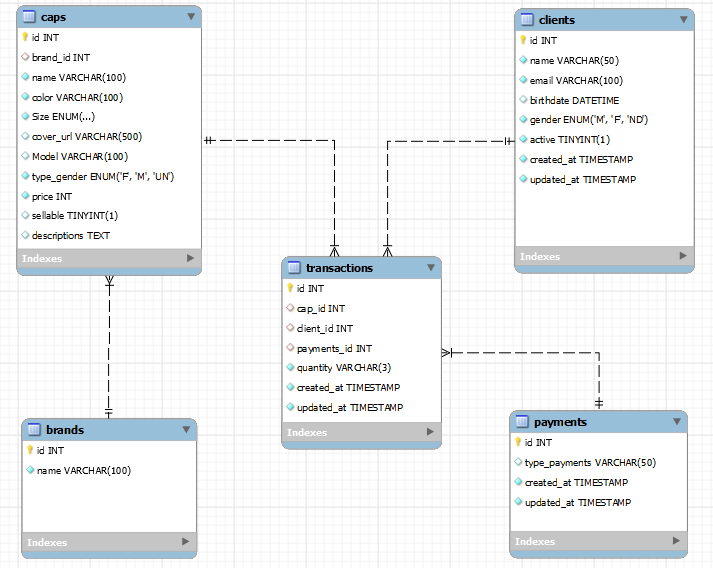 caps
id INT
brand_id INT
name VARCHAR(100)
color VARCHAR(100)
Size ENUM(...)
cover_url VARCHAR(500)
Model VARCHAR(100)
type_gender ENUM('F', 'M', 'UN')
price INT
sellable TINYINT(1)
descriptions TEXT
Indexes
clients
id INT
name VARCHAR(50)
email VARCHAR(100)
birthdate DATETIME
gender ENUM('M', 'F', 'ND')
active TINYINT(1)
created_at TIMESTAMP
updated_at TIMESTAMP
Indexes
transactions
id INT
cap_id INT
client_id INT
payments_id INT
quantity VARCHAR(3)
created_at TIMESTAMP
updated_at TIMESTAMP
Indexes
brands
id INT
name VARCHAR(100)
Indexes
payments
id INT
type_payments VARCHAR(50)
created_at TIMESTAMP
updated_at TIMESTAMP
Indexes